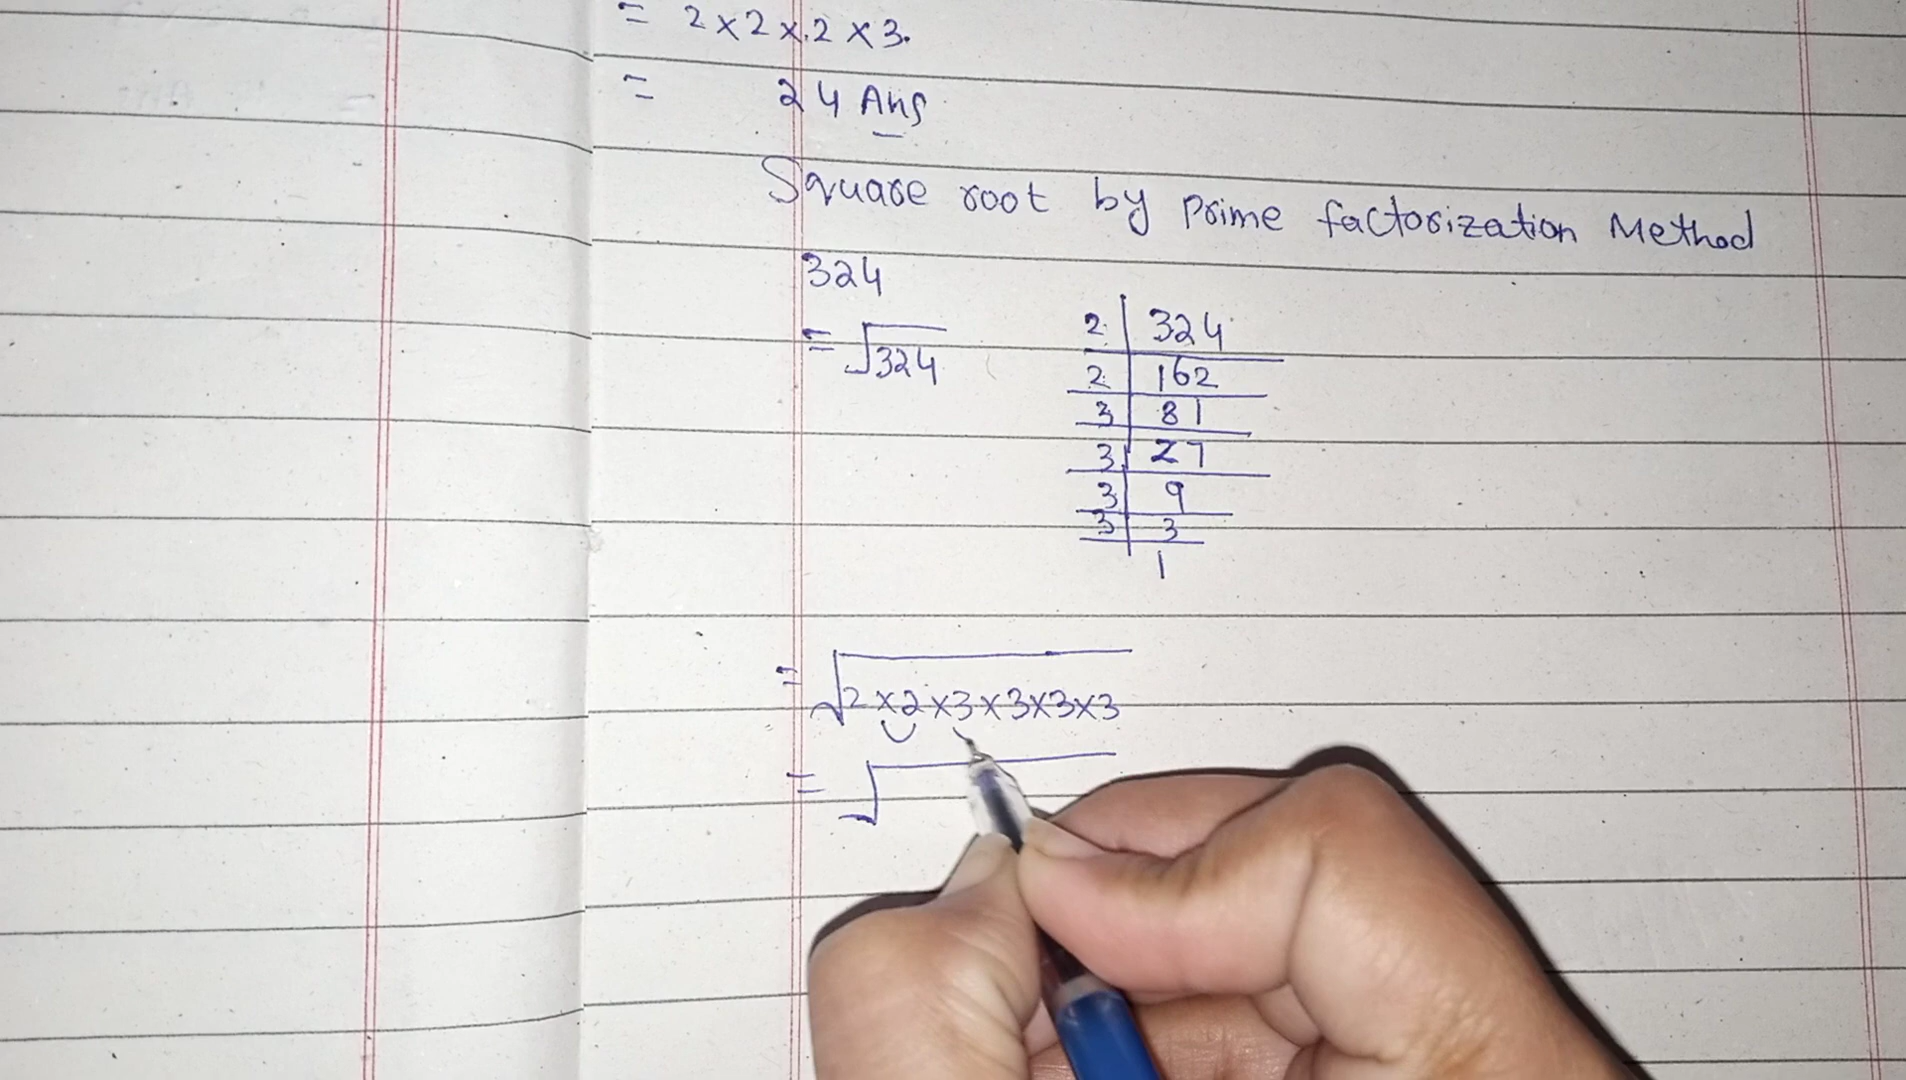 = 2 × 2 × 2 × 3.
= 24 Ans
Square root by Prime factorization Method
324
= √324
2 | 324
2 | 162
3 | 81
3 | 27
3 | 9
3 | 3
1
= √2 × 2 × 3 × 3 × 3 × 3
= √